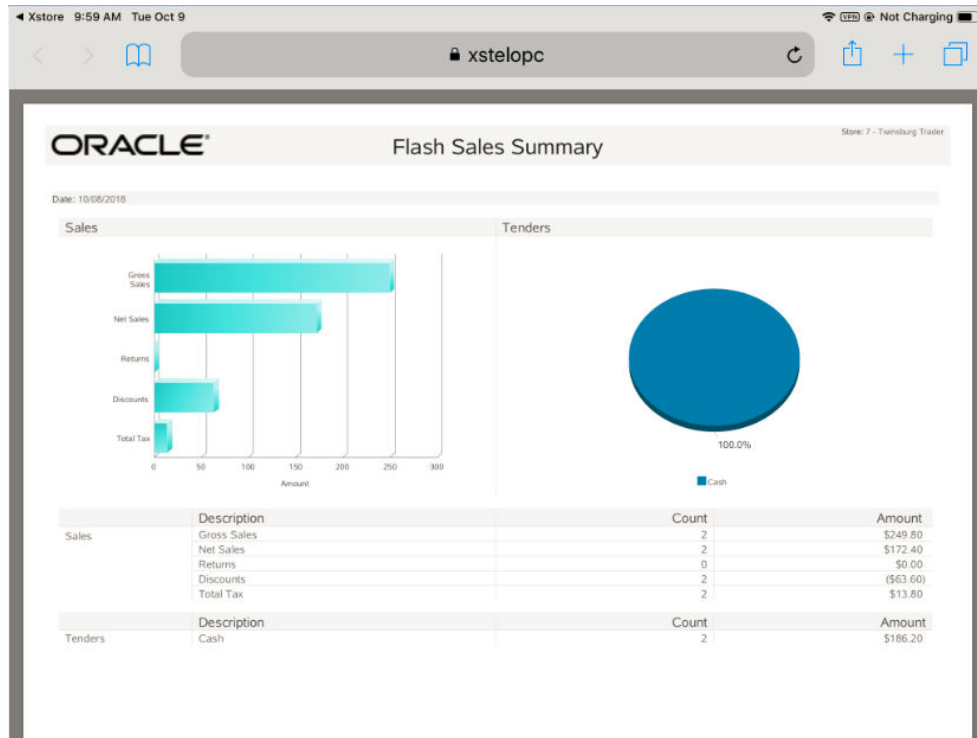 Xstore 9:59 AM Tue Oct 9 VPN Not Charging
xstelopc
ORACLE®
Flash Sales Summary
Store: 7 - Twinsburg Trader
Date: 10/08/2018
Sales Tenders
Gross
Sales
Net Sales
Returns
Discounts
Total Tax
0 50 100 150 200 250 300
Amount
100.0%
Cash
Description Count Amount
Sales Gross Sales 2 $249.80
Net Sales 2 $172.40
Returns 0 $0.00
Discounts 2 ($63.60)
Total Tax 2 $13.80
Description Count Amount
Tenders Cash 2 $186.20